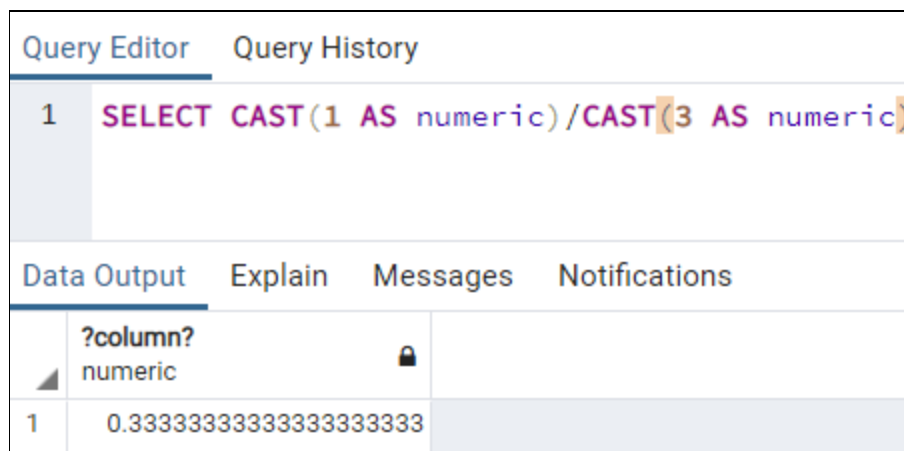 Query Editor Query History
1 SELECT CAST(1 AS numeric)/CAST(3 AS numeric)
Data Output Explain Messages Notifications
?column?
numeric
1 0.33333333333333333333